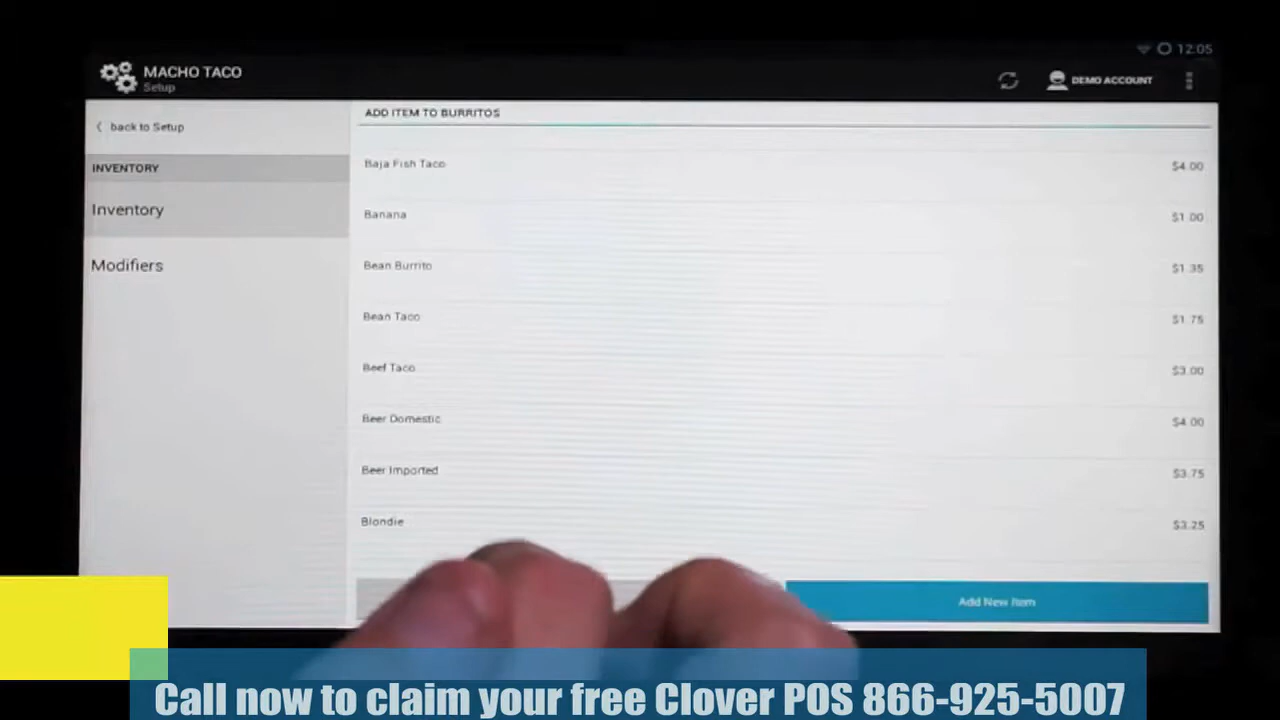 12:05
MACHO TACO
Setup
DEMO ACCOUNT
back to Setup
ADD ITEM TO BURRITOS
INVENTORY
Inventory
Modifiers
Baja Fish Taco $4.00
Banana $1.00
Bean Burrito $1.35
Bean Taco $1.75
Beef Taco $3.00
Beer Domestic $4.00
Beer Imported $3.75
Blondie $3.25
Add New Item
Call now to claim your free Clover POS 866-925-5007